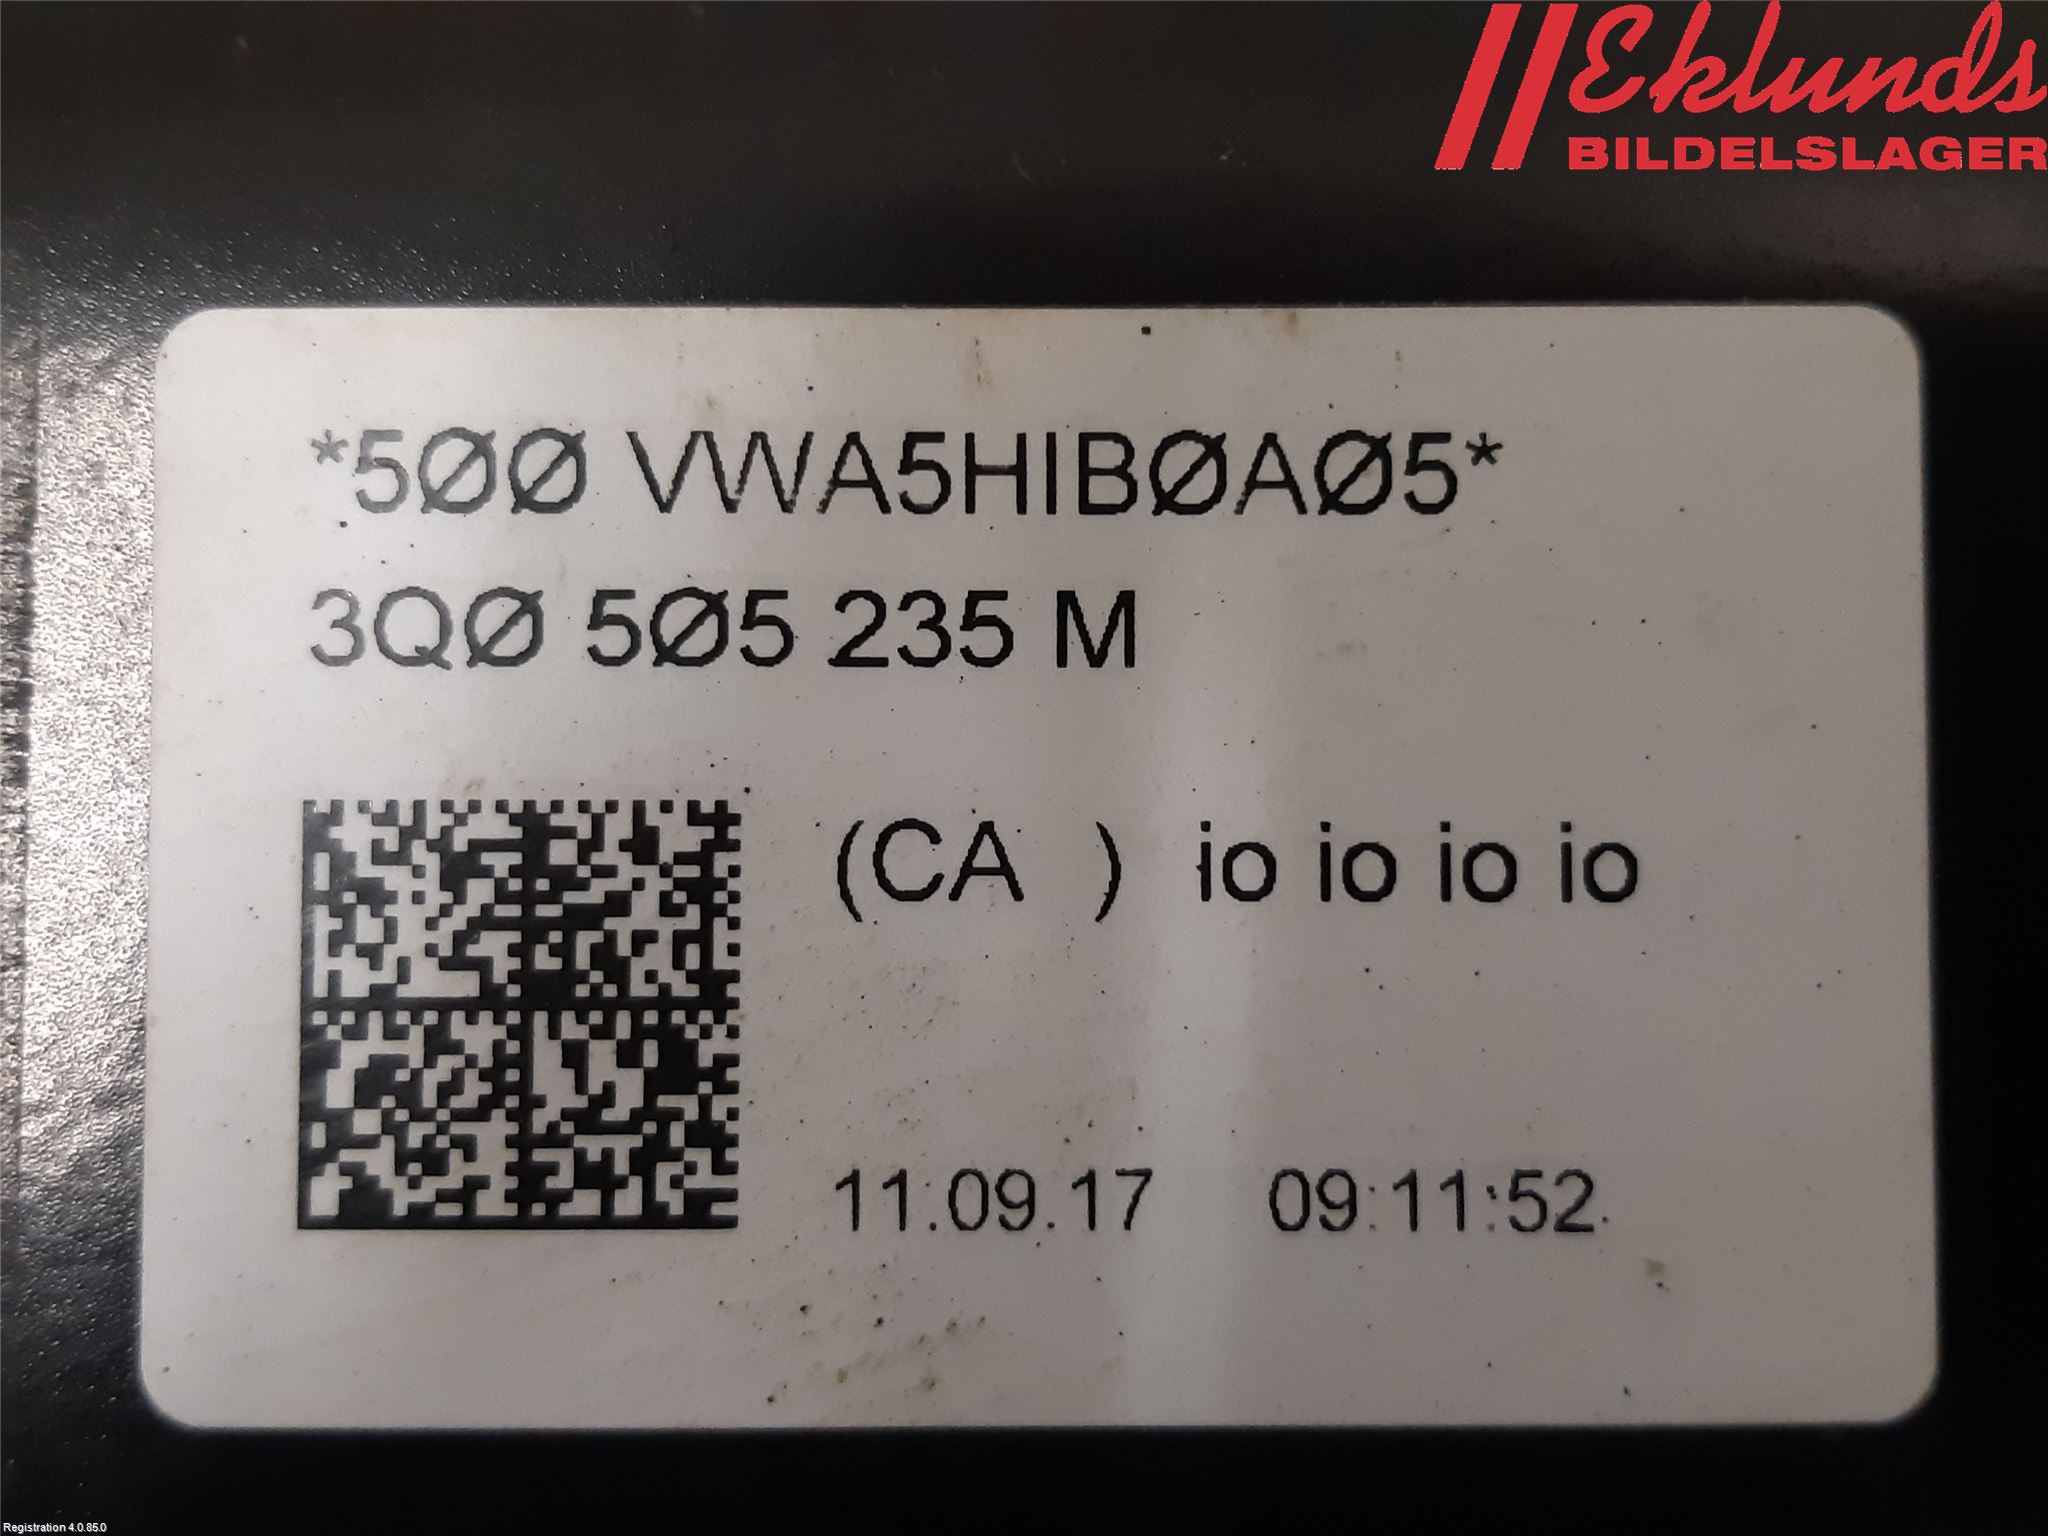 Eklunds
BILDELSLAGER
*5ØØ VWA5HIBØAØ5*
3QØ 5Ø5 235 M
(CA ) io io io io
11.09.17 09:11:52
Registration 4.0.85.0